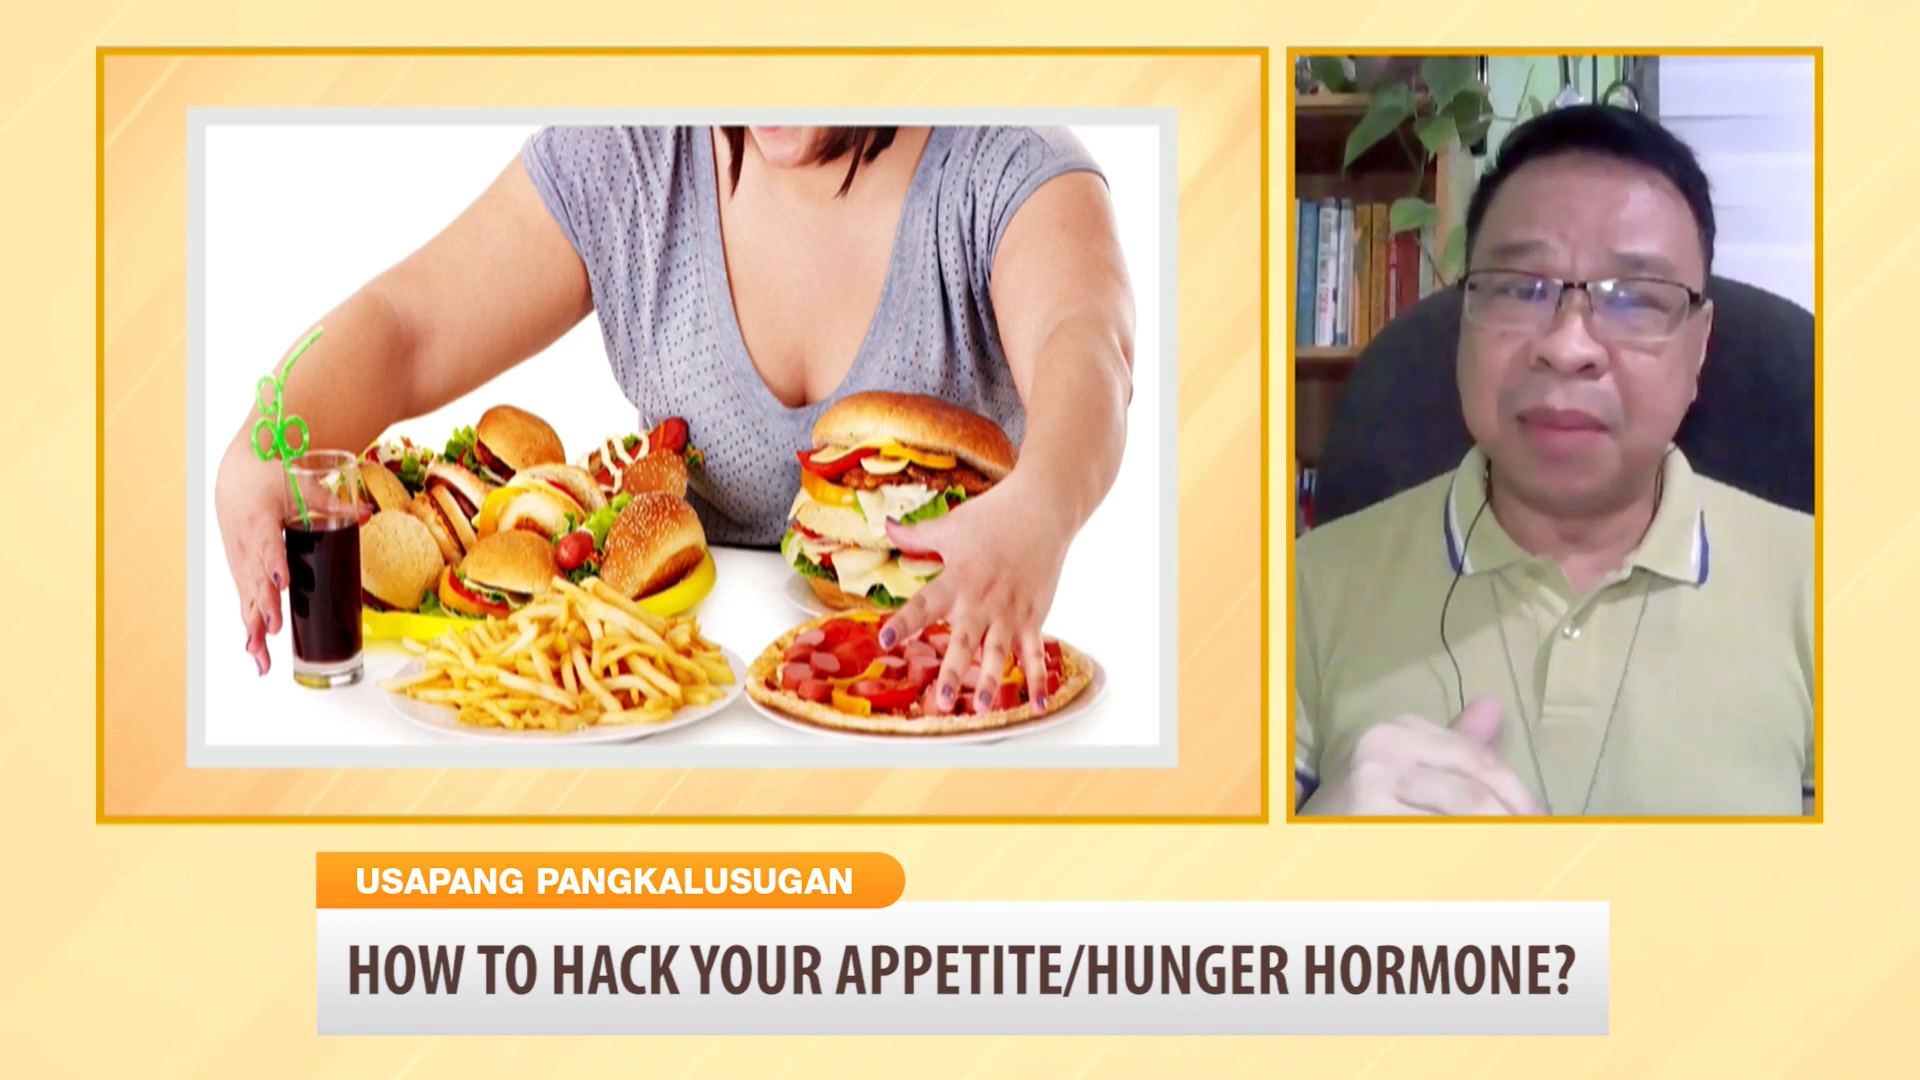 USAPANG PANGKALUSUGAN
HOW TO HACK YOUR APPETITE/HUNGER HORMONE?